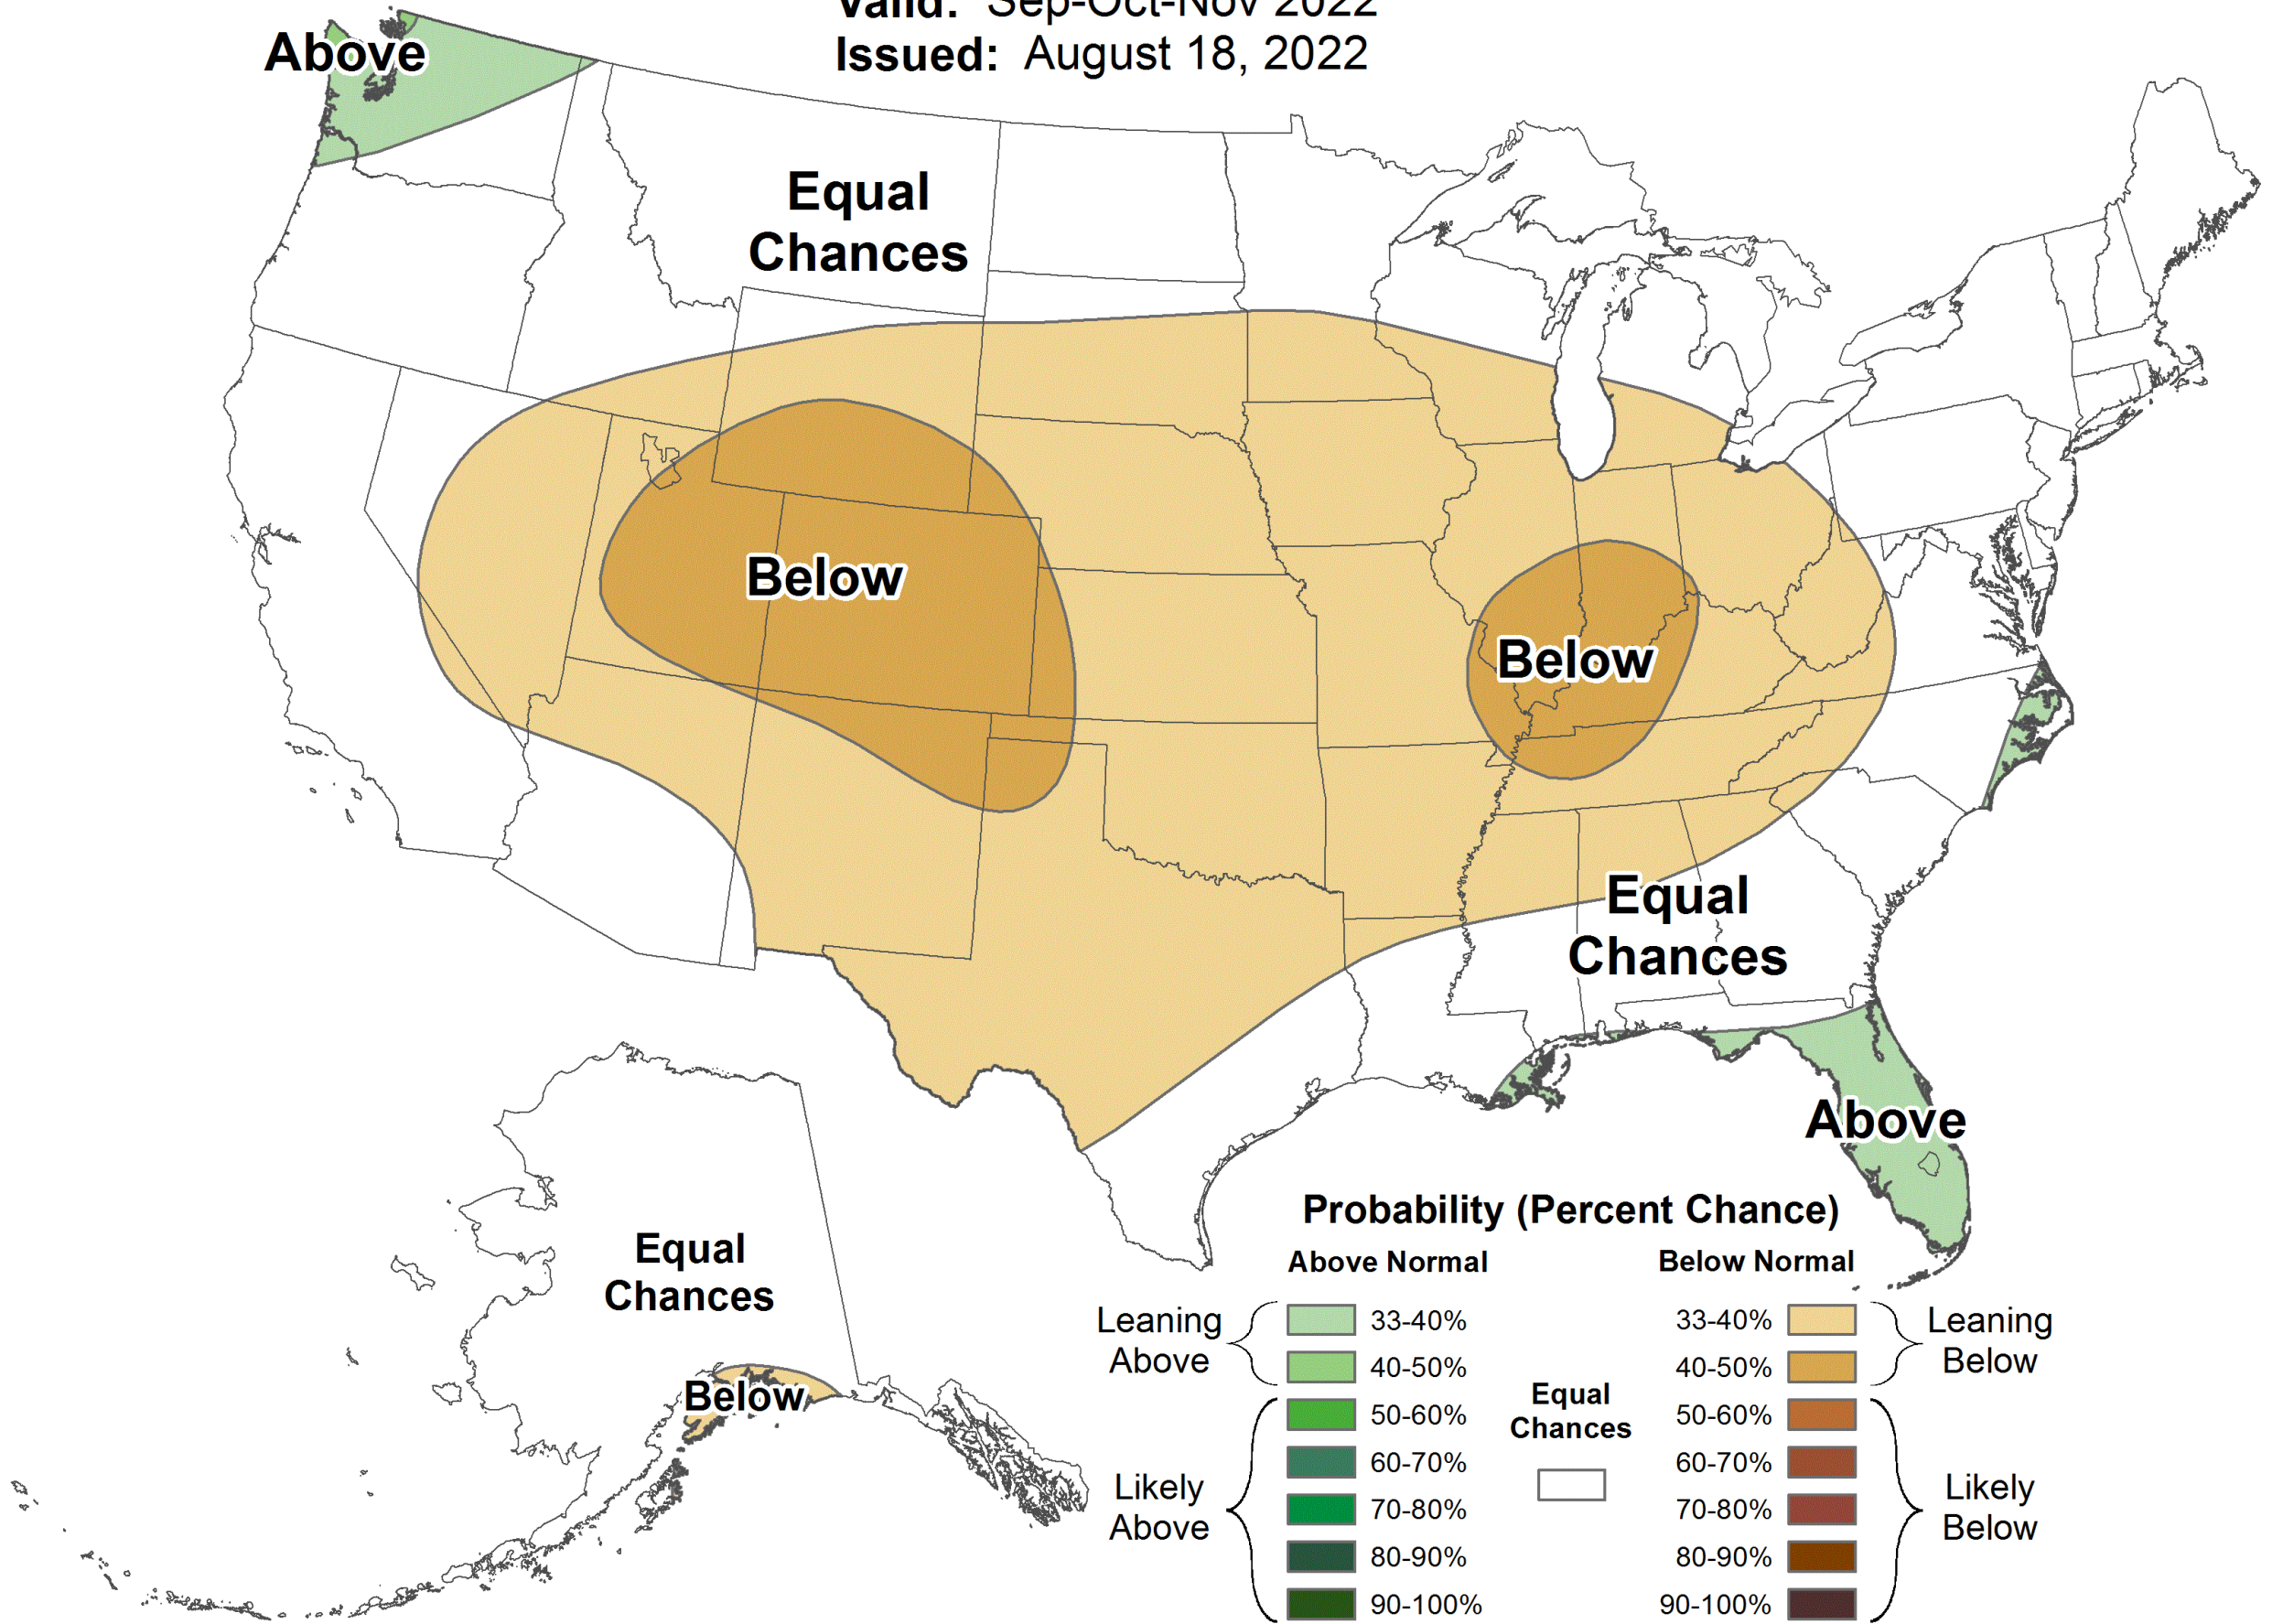 Valid: Sep-Oct-Nov 2022
Issued: August 18, 2022
Above
Equal
Chances
Below
Below
Equal
Chances
Above
Equal
Chances
Below
Probability (Percent Chance)
Above Normal
Below Normal
Leaning
Above
33-40%
40-50%
Likely
Above
50-60%
60-70%
70-80%
80-90%
90-100%
Equal
Chances
33-40%
40-50%
Leaning
Below
50-60%
60-70%
70-80%
80-90%
90-100%
Likely
Below